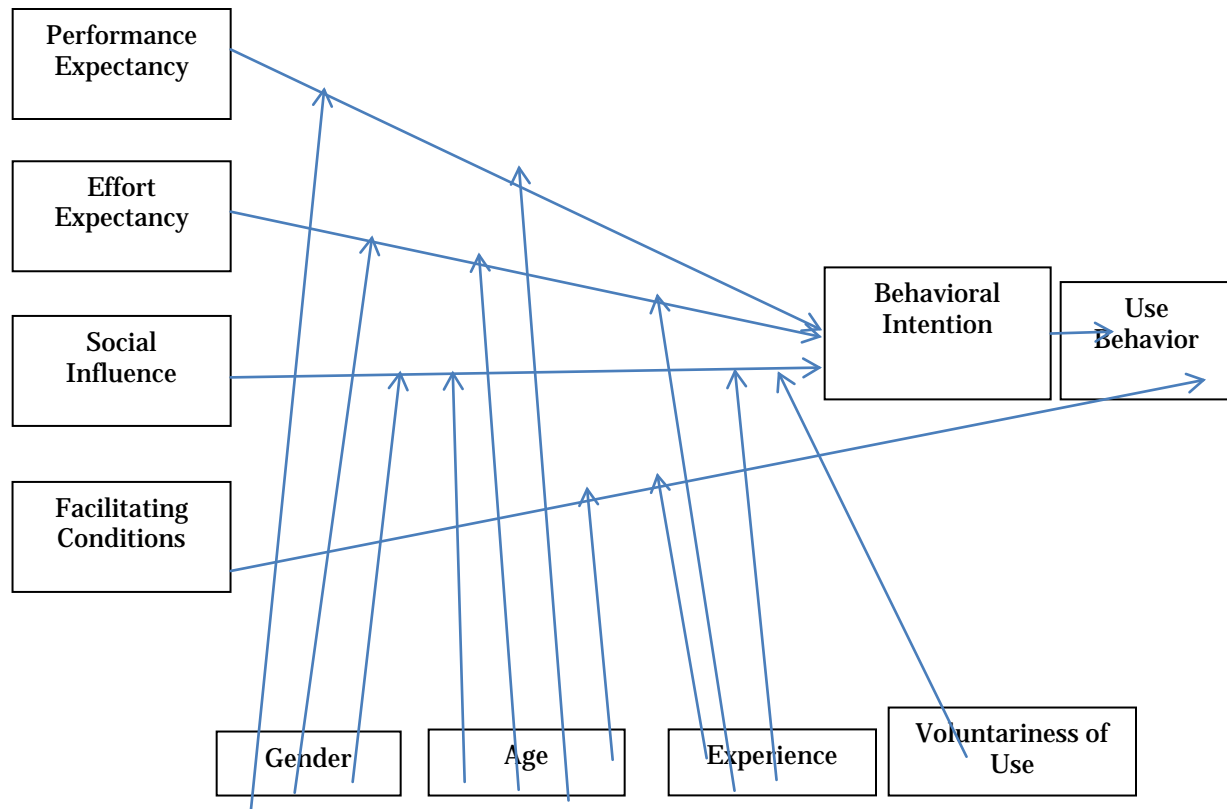 Performance
Expectancy
Effort
Expectancy
Social
Influence
Facilitating
Conditions
Behavioral
Intention
Use
Behavior
Gender
Age
Experience
Voluntariness of
Use